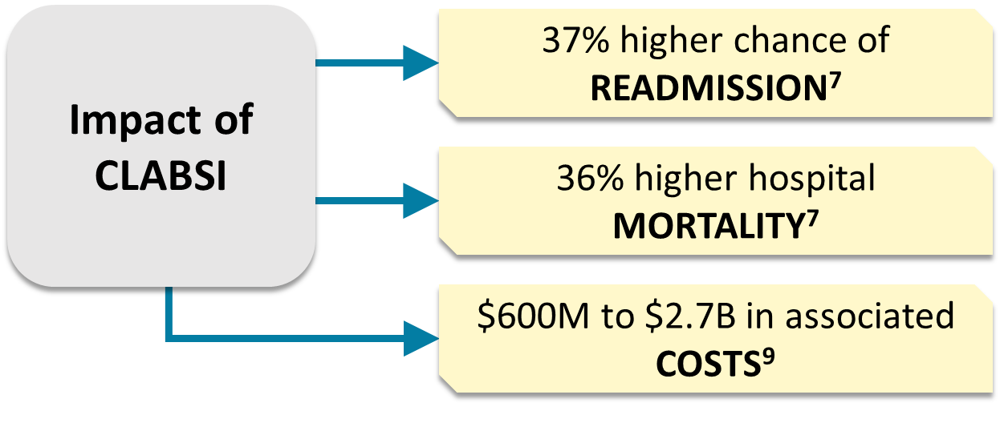 Impact of
CLABSI
37% higher chance of
READMISSION⁷
36% higher hospital
MORTALITY⁷
$600M to $2.7B in associated
COSTS⁹